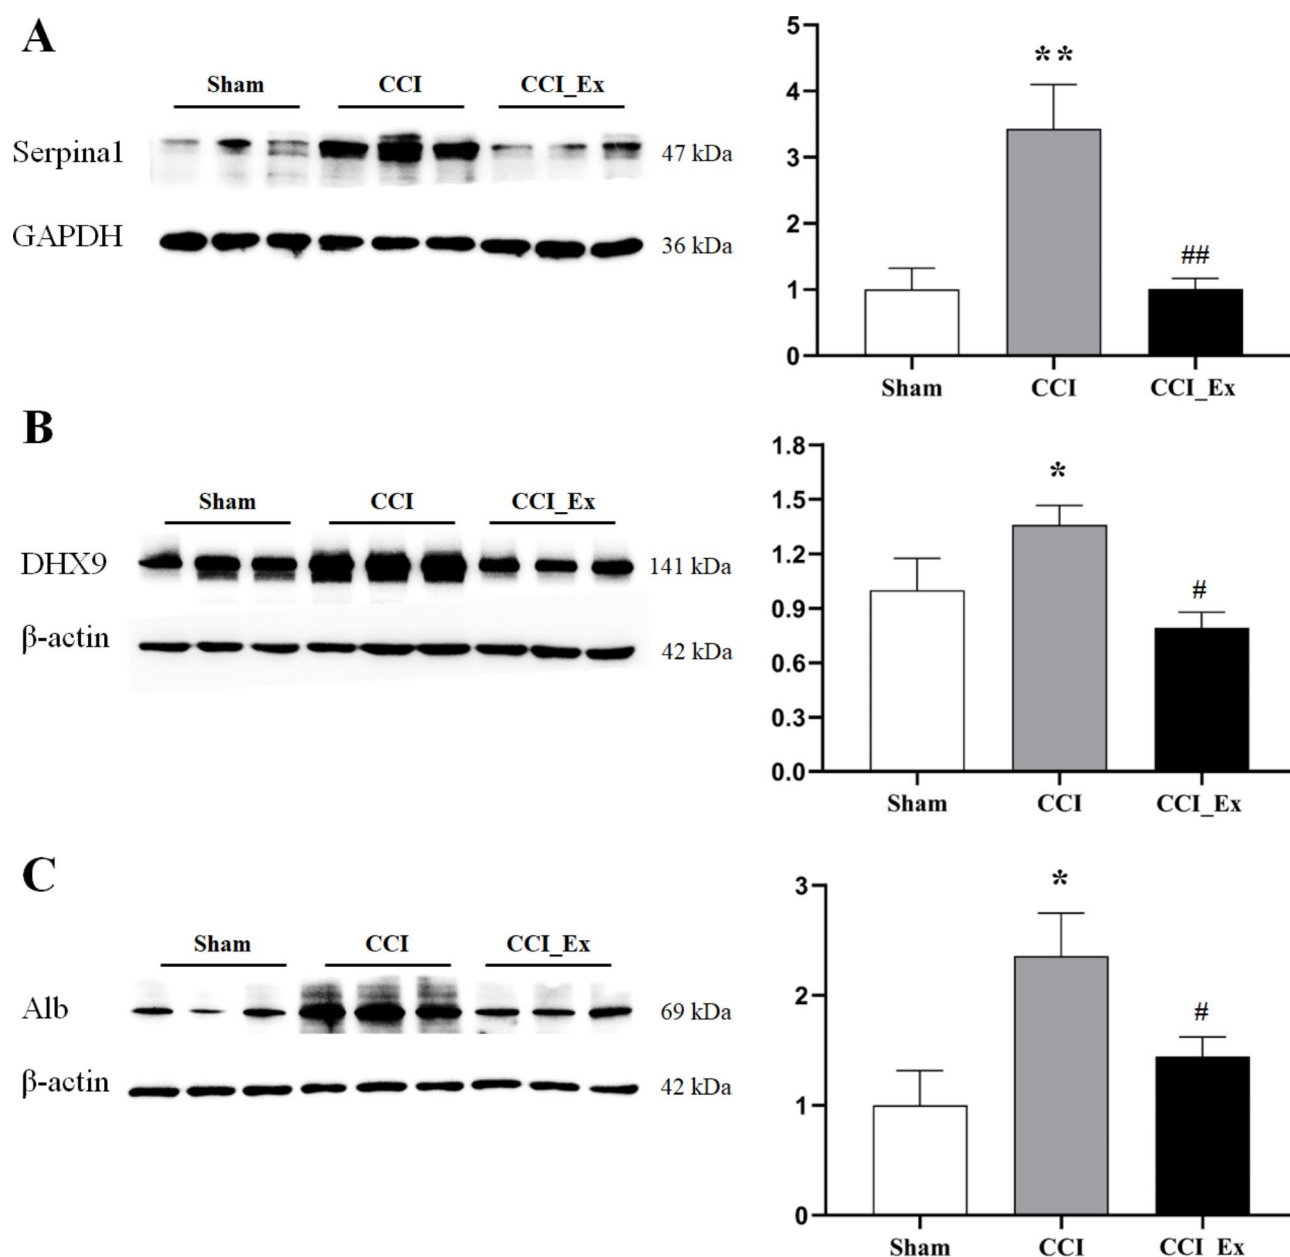 A
Sham CCI CCI_Ex
Serpina1 47 kDa
GAPDH 36 kDa
5
4
3
2
1
0
**
##
Sham CCI CCI_Ex
B
Sham CCI CCI_Ex
DHX9 141 kDa
β-actin 42 kDa
1.8
1.5
1.2
0.9
0.6
0.3
0.0
*
#
Sham CCI CCI_Ex
C
Sham CCI CCI_Ex
Alb 69 kDa
β-actin 42 kDa
3
2
1
0
*
#
Sham CCI CCI_Ex